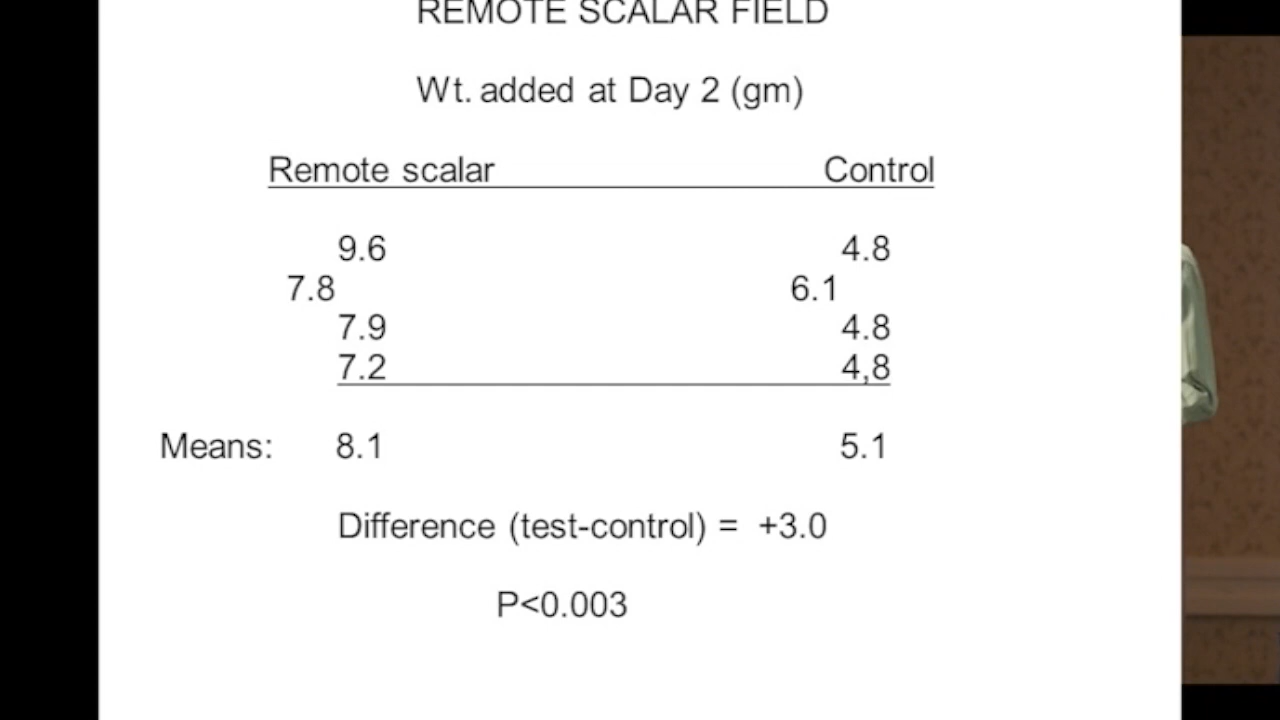 REMOTE SCALAR FIELD
Wt. added at Day 2 (gm)
Remote scalar Control
9.6 4.8
7.8 6.1
7.9 4.8
7.2 4,8
Means: 8.1 5.1
Difference (test-control) = +3.0
P<0.003